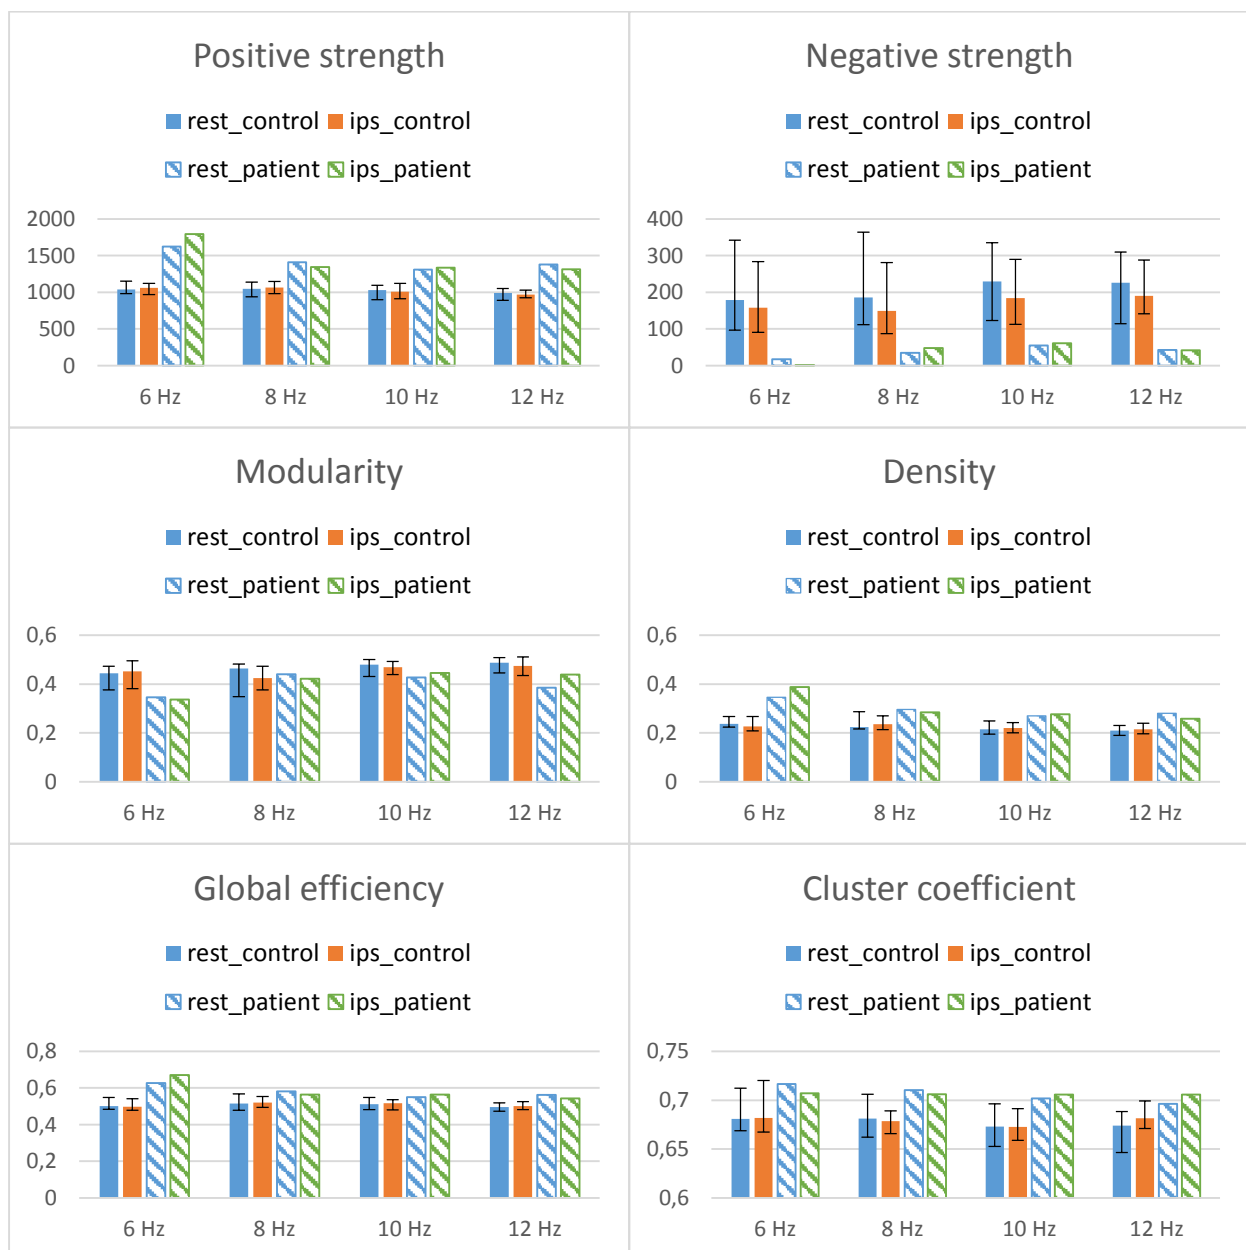 Positive strength
rest_control ips_control
rest_patient ips_patient
2000
1500
1000
500
0
6 Hz 8 Hz 10 Hz 12 Hz
Negative strength
rest_control ips_control
rest_patient ips_patient
400
300
200
100
0
6 Hz 8 Hz 10 Hz 12 Hz
Modularity
rest_control ips_control
rest_patient ips_patient
0,6
0,4
0,2
0
6 Hz 8 Hz 10 Hz 12 Hz
Density
rest_control ips_control
rest_patient ips_patient
0,6
0,4
0,2
0
6 Hz 8 Hz 10 Hz 12 Hz
Global efficiency
rest_control ips_control
rest_patient ips_patient
0,8
0,6
0,4
0,2
0
6 Hz 8 Hz 10 Hz 12 Hz
Cluster coefficient
rest_control ips_control
rest_patient ips_patient
0,75
0,7
0,65
0,6
6 Hz 8 Hz 10 Hz 12 Hz